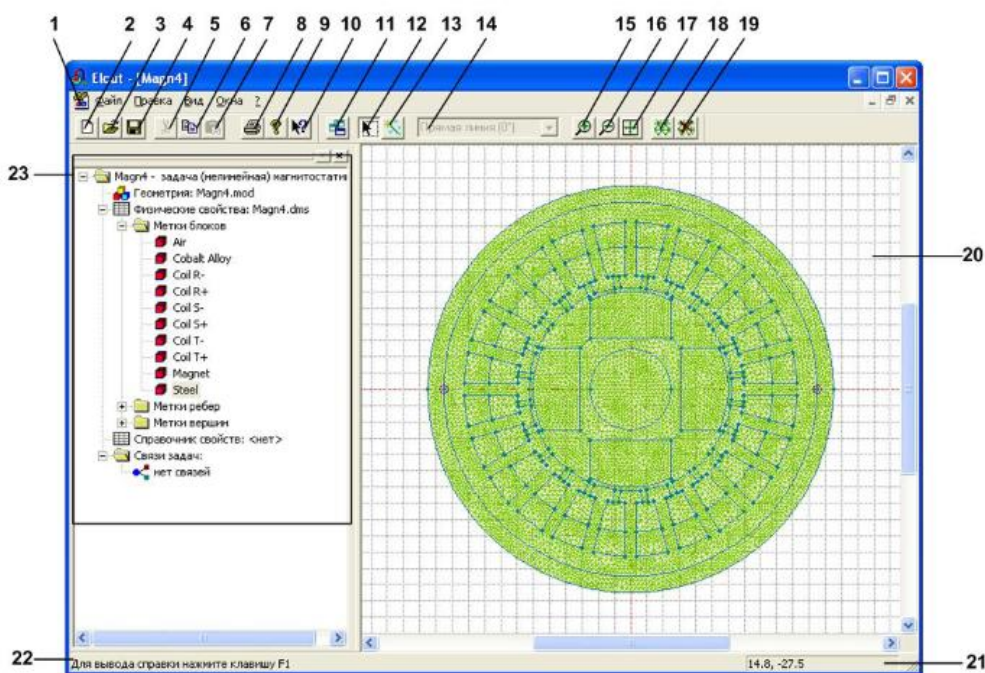 1 2 3 4 5 6 7 8 9 10 11 12 13 14 15 16 17 18 19
Elcut - [Magn4]
Файл Правка Вид Окна ?
Прямая линия (0°)
23
Magn4 - задача (нелинейная) магнитостати
Геометрия: Magn4.mod
Физические свойства: Magn4.dms
Метки блоков
Air
Cobalt Alloy
Coil R-
Coil R+
Coil S-
Coil S+
Coil T-
Coil T+
Magnet
Steel
Метки ребер
Метки вершин
Справочник свойств: <нет>
Связи задач:
нет связей
20
22
Для вывода справки нажмите клавишу F1
14.8, -27.5
21